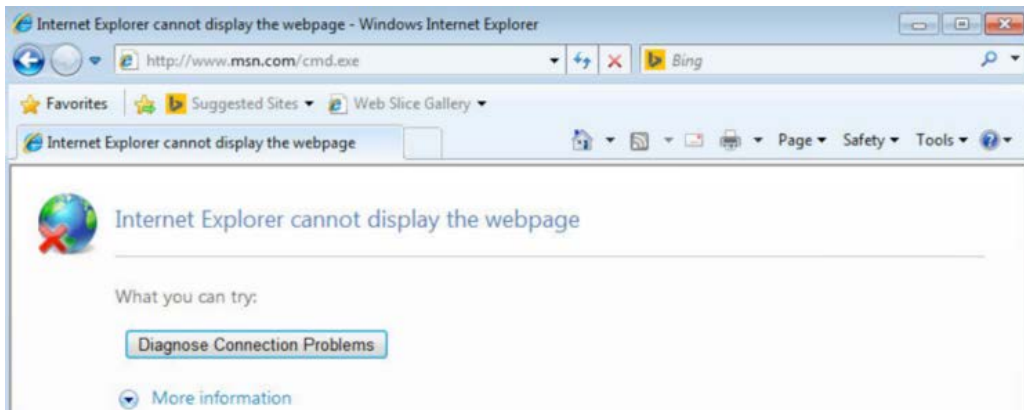 Internet Explorer cannot display the webpage - Windows Internet Explorer
http://www.msn.com/cmd.exe Bing
Favorites Suggested Sites Web Slice Gallery
Internet Explorer cannot display the webpage Page Safety Tools
Internet Explorer cannot display the webpage
What you can try:
Diagnose Connection Problems
More information